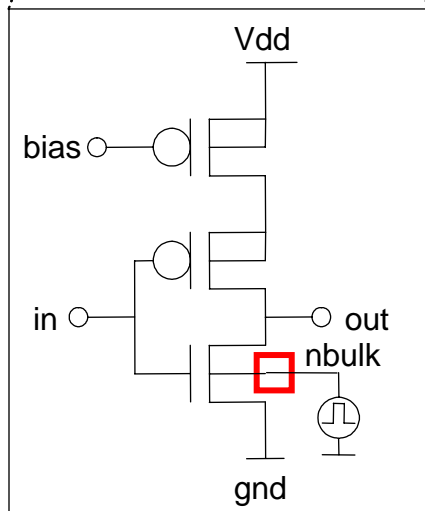 Vdd
bias
in
out
nbulk
gnd